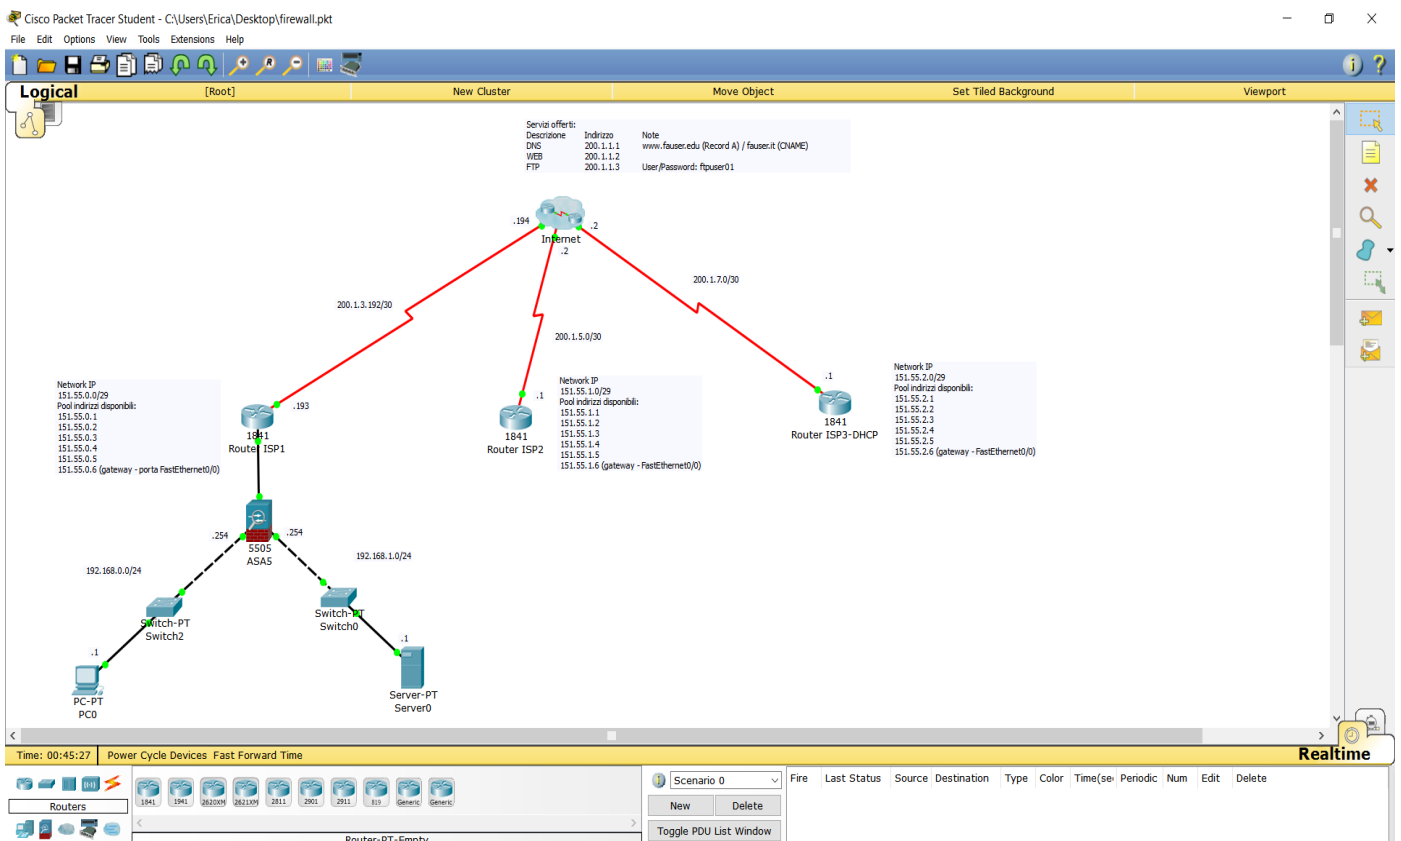 Cisco Packet Tracer Student - C:\Users\Erica\Desktop\firewall.pkt
File Edit Options View Tools Extensions Help
Logical [Root] New Cluster Move Object Set Tiled Background Viewport
Servizi offerti:
Descrizione Indirizzo Note
DNS 200.1.1.1 www.fauser.edu (Record A) / fauser.it (CNAME)
WEB 200.1.1.2
FTP 200.1.1.3 User/Password: ftpuser01
.194
.2
Internet
.2
200.1.7.0/30
200.1.3.192/30
200.1.5.0/30
Network IP
151.55.0.0/29
Pool indirizzi disponibili:
151.55.0.1
151.55.0.2
151.55.0.3
151.55.0.4
151.55.0.5
151.55.0.6 (gateway - porta FastEthernet0/0)
.193
1841
Router ISP1
.1
1841
Router ISP2
Network IP
151.55.1.0/29
Pool indirizzi disponibili:
151.55.1.1
151.55.1.2
151.55.1.3
151.55.1.4
151.55.1.5
151.55.1.6 (gateway - FastEthernet0/0)
.1
1841
Router ISP3-DHCP
Network IP
151.55.2.0/29
Pool indirizzi disponibili:
151.55.2.1
151.55.2.2
151.55.2.3
151.55.2.4
151.55.2.5
151.55.2.6 (gateway - FastEthernet0/0)
.254
.254
5505
ASA5
192.168.0.0/24
192.168.1.0/24
Switch-PT
Switch2
Switch-PT
Switch0
.1
PC-PT
PC0
.1
Server-PT
Server0
Time: 00:45:27 Power Cycle Devices Fast Forward Time Realtime
Routers
1841 1941 2620XM 2621XM 2811 2901 2911 819 Generic Generic
Router-PT-Empty
Scenario 0
New Delete
Toggle PDU List Window
Fire Last Status Source Destination Type Color Time(sec Periodic Num Edit Delete